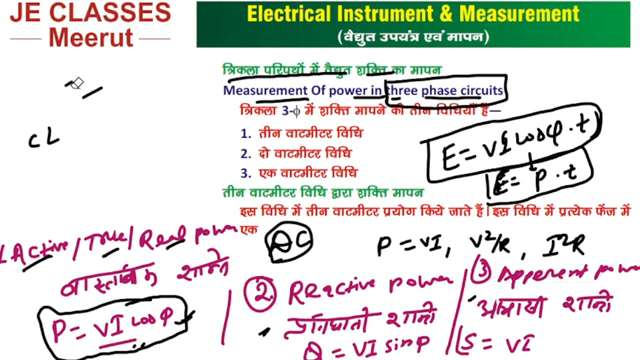 JE CLASSES
Meerut
Electrical Instrument & Measurement
(वैद्युत उपयंत्र एवं मापन)
त्रिकला परिपथों में वैद्युत शक्ति का मापन
Measurement Of power in three phase circuits
त्रिकला 3-ϕ में शक्ति मापने की तीन विधियाँ है—
1. तीन वाटमीटर विधि
2. दो वाटमीटर विधि
3. एक वाटमीटर विधि
तीन वाटमीटर विधि द्वारा शक्ति मापन
इस विधि में तीन वाटमीटर प्रयोग किये जाते है। इस विधि में प्रत्येक फेंज में
एक
CL
E = VI cosφ · t
E = P · t
P = VI, V²/R, I²R
Active / True / Real power
वास्तविक शक्ति
P = VI cosφ
② Reactive power
प्रतिघाती शक्ति
Q = VI sinφ
③ Apparent power
आभासी शक्ति
S = VI